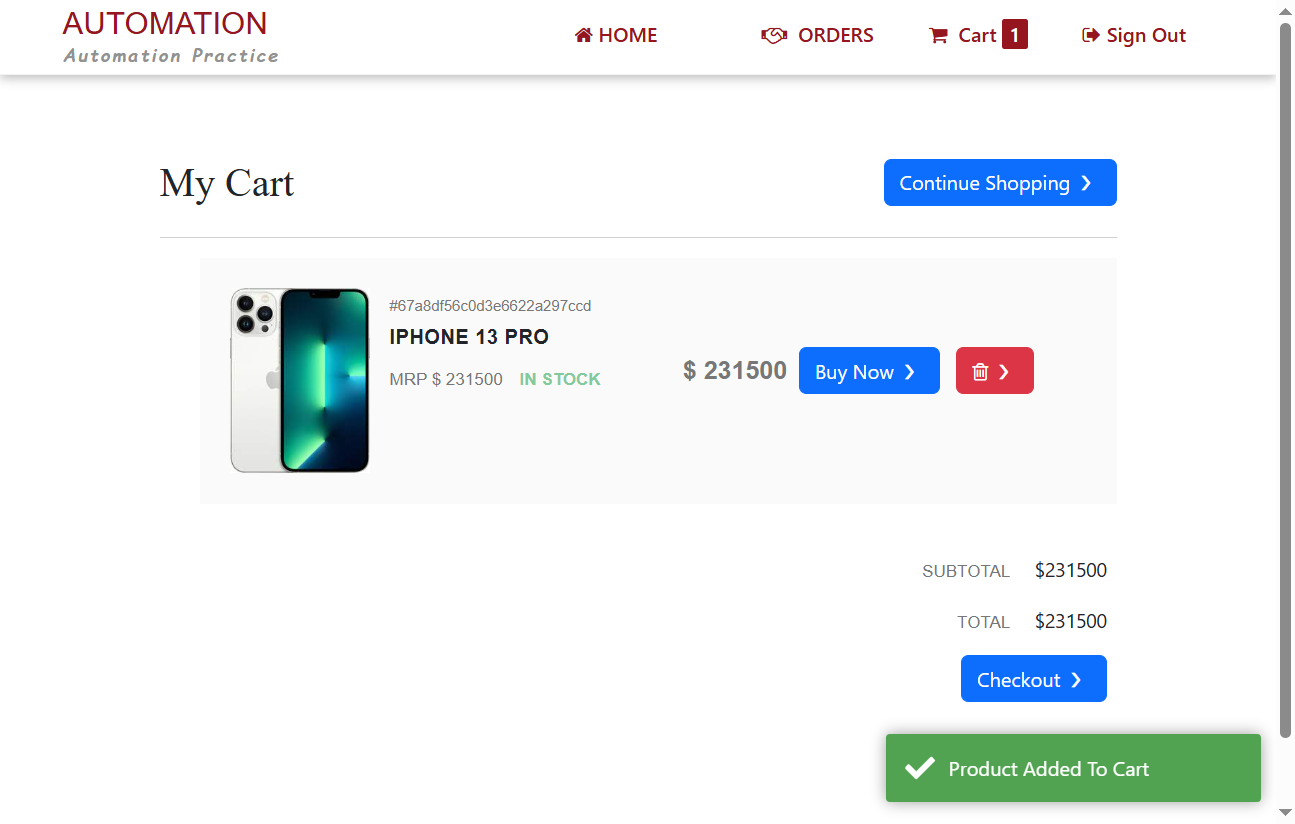 AUTOMATION
Automation Practice
HOME
ORDERS
Cart 1
Sign Out
My Cart
Continue Shopping ❯
#67a8df56c0d3e6622a297ccd
IPHONE 13 PRO
MRP $ 231500 IN STOCK
$ 231500
Buy Now ❯
❯
SUBTOTAL $231500
TOTAL $231500
Checkout ❯
Product Added To Cart